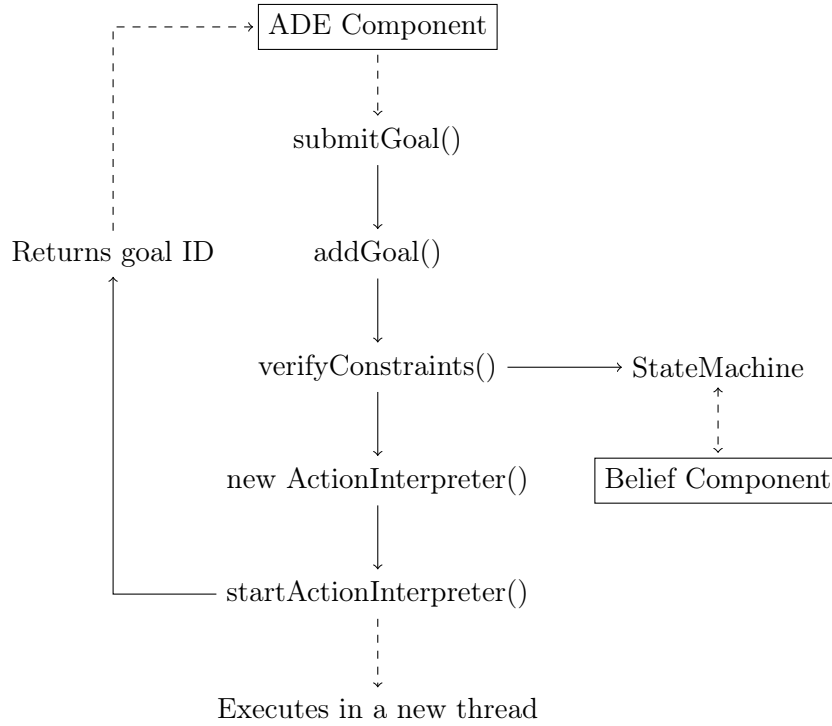 ADE Component
submitGoal()
Returns goal ID
addGoal()
verifyConstraints()
StateMachine
new ActionInterpreter()
Belief Component
startActionInterpreter()
Executes in a new thread